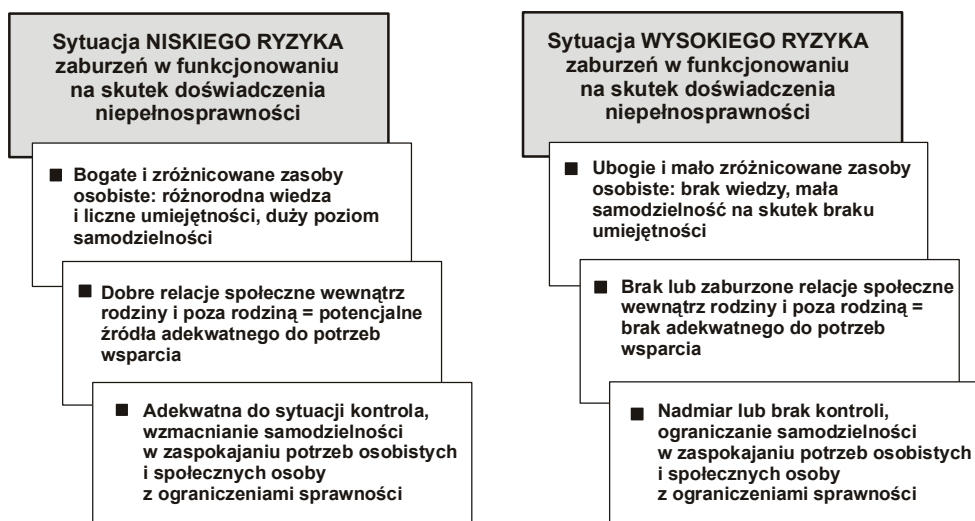 Sytuacja NISKIEGO RYZYKA
zaburzeń w funkcjonowaniu
na skutek doświadczenia
niepełnosprawności
■ Bogate i zróżnicowane zasoby
osobiste: różnorodna wiedza
i liczne umiejętności, duży poziom
samodzielności
■ Dobre relacje społeczne wewnątrz
rodziny i poza rodziną = potencjalne
źródła adekwatnego do potrzeb
wsparcia
■ Adekwatna do sytuacji kontrola,
wzmacnianie samodzielności
w zaspokajaniu potrzeb osobistych
i społecznych osoby
z ograniczeniami sprawności
Sytuacja WYSOKIEGO RYZYKA
zaburzeń w funkcjonowaniu
na skutek doświadczenia
niepełnosprawności
■ Ubogie i mało zróżnicowane zasoby
osobiste: brak wiedzy, mała
samodzielność na skutek braku
umiejętności
■ Brak lub zaburzone relacje społeczne
wewnątrz rodziny i poza rodziną =
brak adekwatnego do potrzeb
wsparcia
■ Nadmiar lub brak kontroli,
ograniczanie samodzielności
w zaspokajaniu potrzeb osobistych
i społecznych osoby
z ograniczeniami sprawności